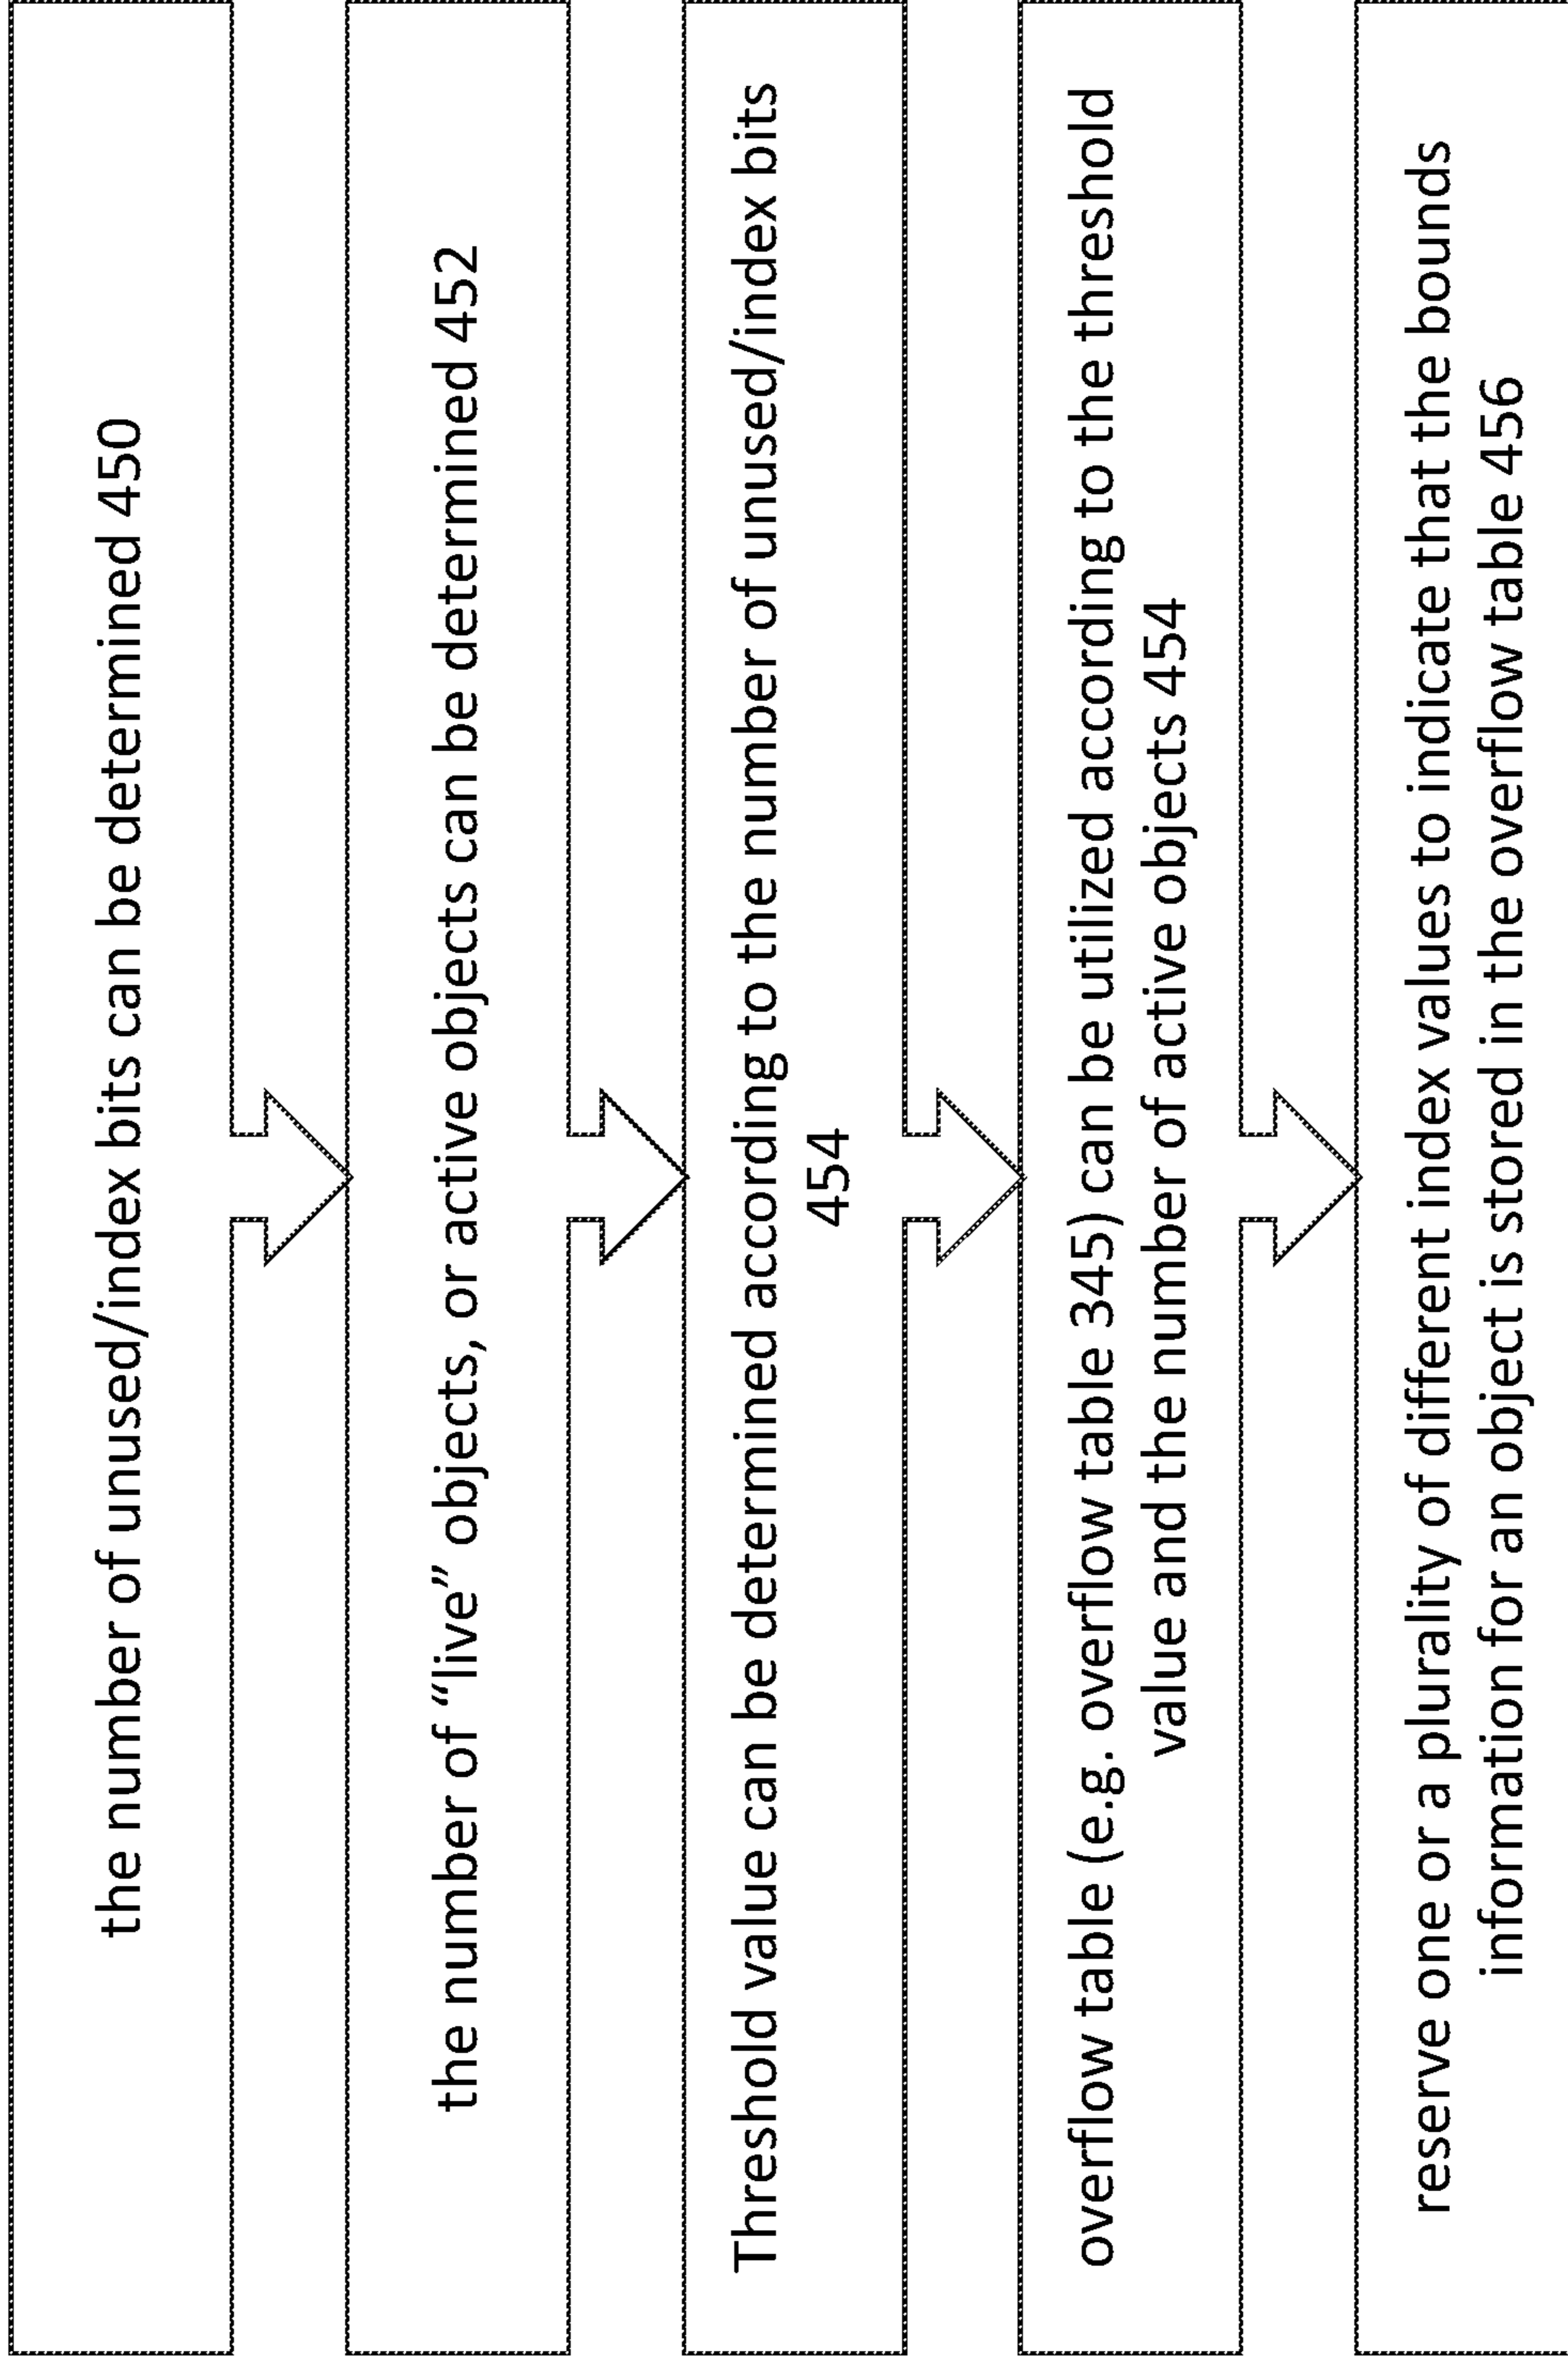 the number of unused/index bits can be determined 450
the number of “live” objects, or active objects can be determined 452
Threshold value can be determined according to the number of unused/index bits
454
overflow table (e.g. overflow table 345) can be utilized according to the threshold
value and the number of active objects 454
reserve one or a plurality of different index values to indicate that the bounds
information for an object is stored in the overflow table 456